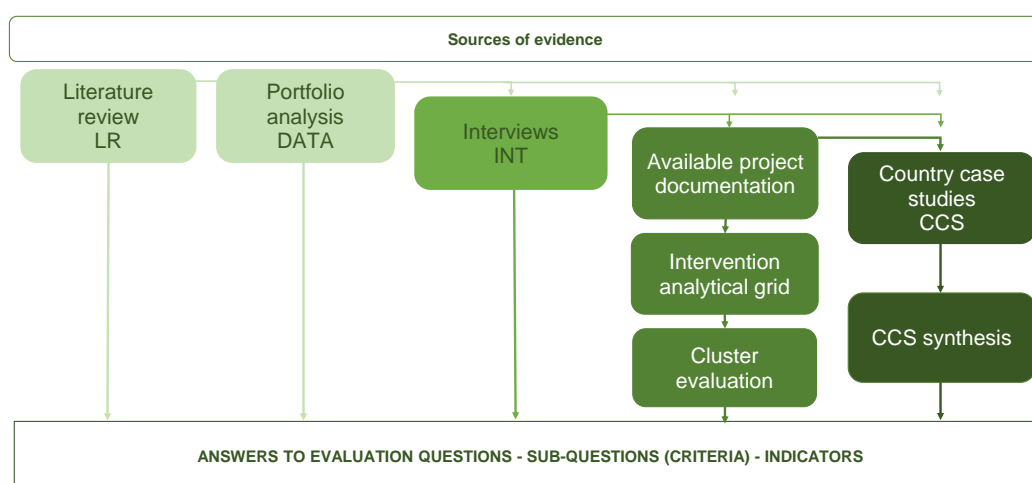 Sources of evidence
Literature
review
LR
Portfolio
analysis
DATA
Interviews
INT
Available project
documentation
Country case
studies
CCS
Intervention
analytical grid
CCS synthesis
Cluster
evaluation
ANSWERS TO EVALUATION QUESTIONS - SUB-QUESTIONS (CRITERIA) - INDICATORS